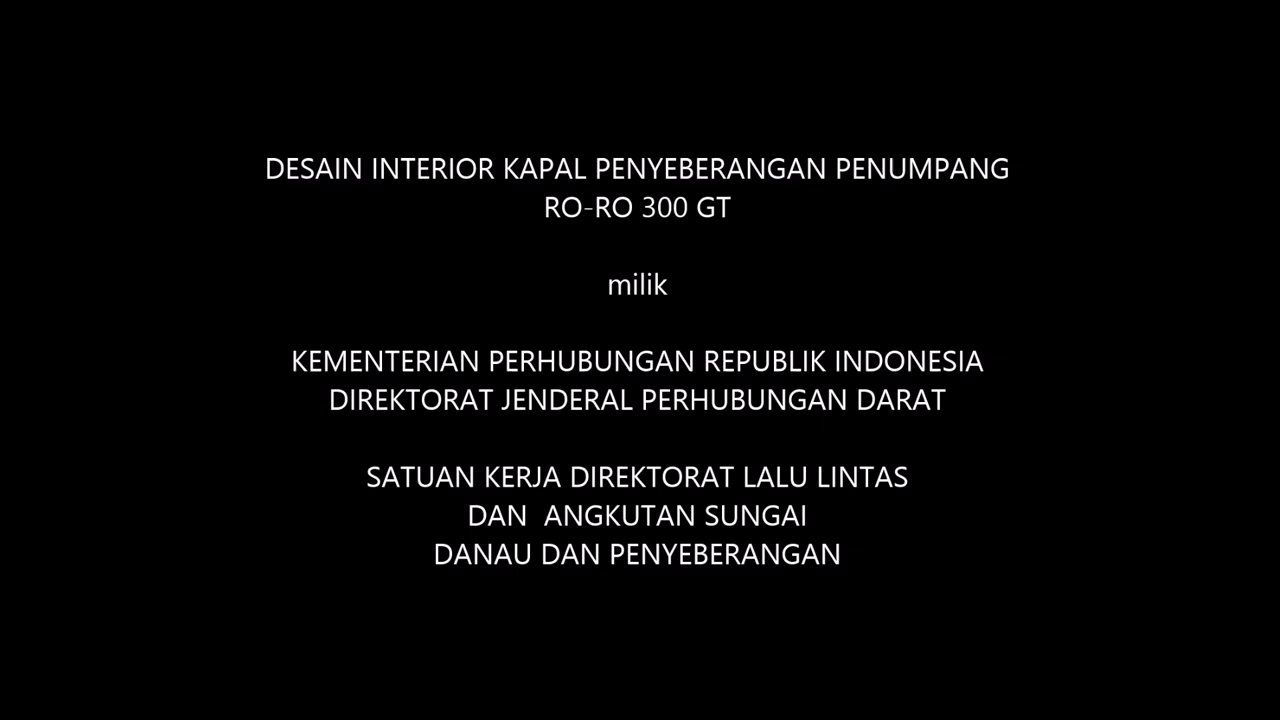 DESAIN INTERIOR KAPAL PENYEBERANGAN PENUMPANG
RO-RO 300 GT
milik
KEMENTERIAN PERHUBUNGAN REPUBLIK INDONESIA
DIREKTORAT JENDERAL PERHUBUNGAN DARAT
SATUAN KERJA DIREKTORAT LALU LINTAS
DAN  ANGKUTAN SUNGAI
DANAU DAN PENYEBERANGAN